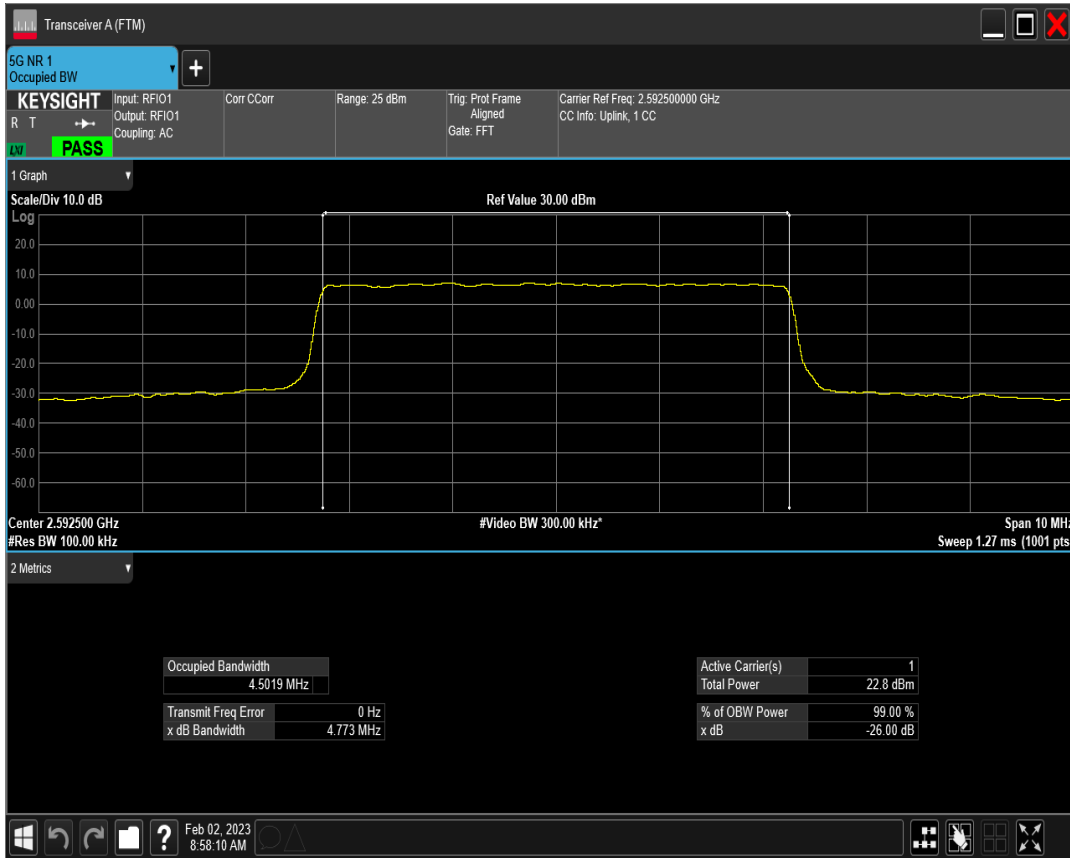 Transceiver A (FTM)
5G NR 1
Occupied BW
+
KEYSIGHT
R T
LXI
PASS
Input: RFIO1
Output: RFIO1
Coupling: AC
Corr CCorr
Range: 25 dBm
Trig: Prot Frame
Aligned
Gate: FFT
Carrier Ref Freq: 2.592500000 GHz
CC Info: Uplink, 1 CC
1 Graph
Scale/Div 10.0 dB
Ref Value 30.00 dBm
Log
20.0
10.0
0.00
-10.0
-20.0
-30.0
-40.0
-50.0
-60.0
Center 2.592500 GHz
#Video BW 300.00 kHz*
Span 10 MHz
#Res BW 100.00 kHz
Sweep 1.27 ms (1001 pts
2 Metrics
Occupied Bandwidth
4.5019 MHz
Transmit Freq Error 0 Hz
x dB Bandwidth 4.773 MHz
Active Carrier(s) 1
Total Power 22.8 dBm
% of OBW Power 99.00 %
x dB -26.00 dB
?
Feb 02, 2023
8:58:10 AM